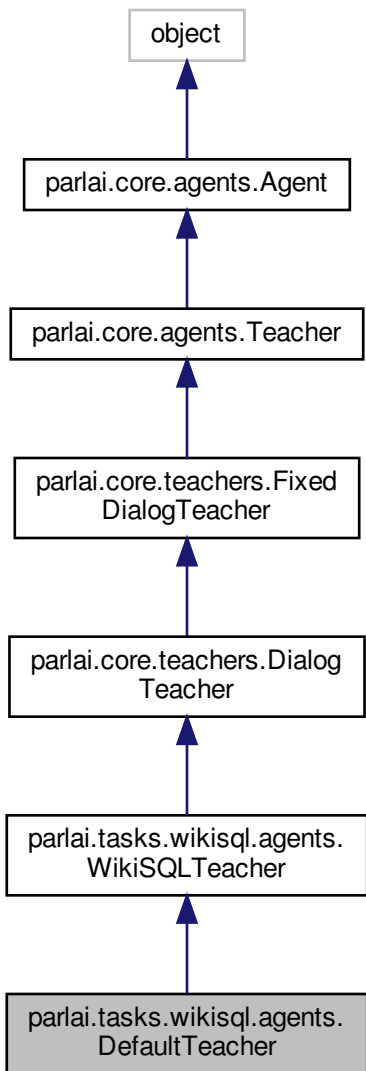 object
parlai.core.agents.Agent
parlai.core.agents.Teacher
parlai.core.teachers.Fixed
DialogTeacher
parlai.core.teachers.Dialog
Teacher
parlai.tasks.wikisql.agents.
WikiSQLTeacher
parlai.tasks.wikisql.agents.
DefaultTeacher